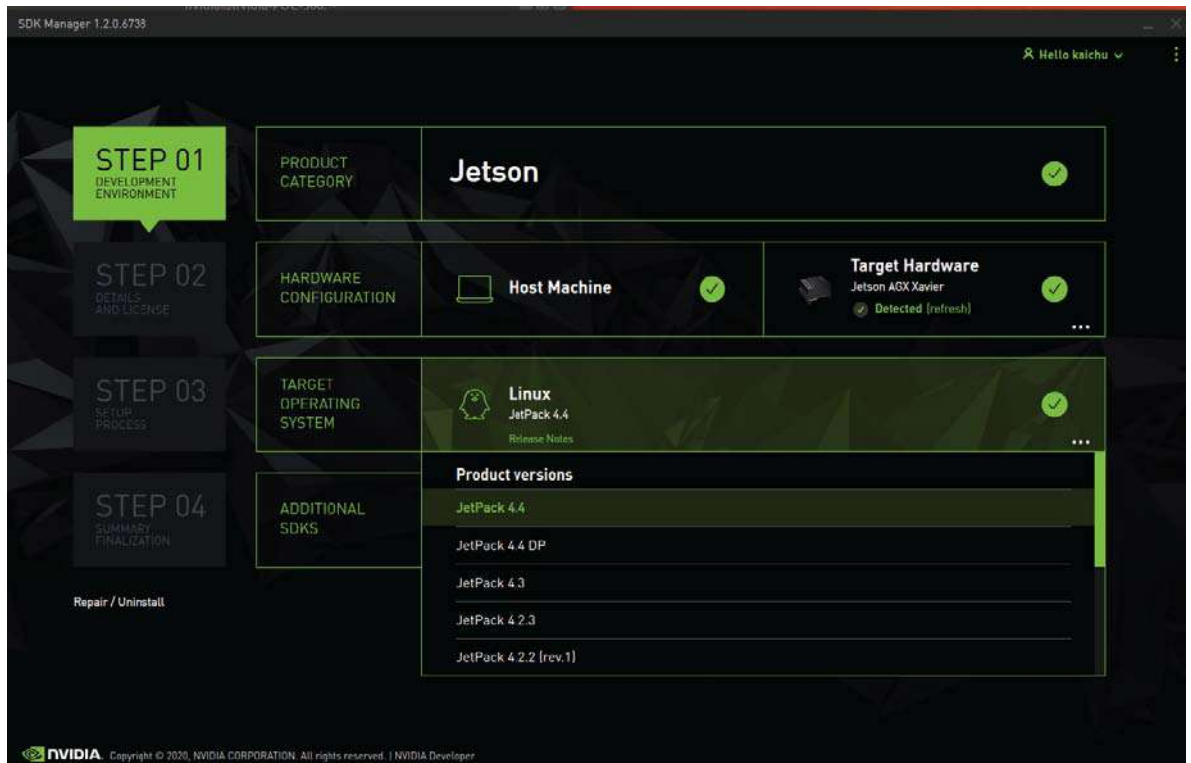 SDK Manager 1.2.0.6738
Hello kaichu
STEP 01
DEVELOPMENT
ENVIRONMENT
PRODUCT
CATEGORY
Jetson
STEP 02
DETAILS
AND LICENSE
HARDWARE
CONFIGURATION
Host Machine
Target Hardware
Jetson AGX Xavier
Detected (refresh)
...
STEP 03
SETUP
PROCESS
TARGET
OPERATING
SYSTEM
Linux
JetPack 4.4
Release Notes
...
Product versions
JetPack 4.4
JetPack 4.4 DP
JetPack 4.3
JetPack 4.2.3
JetPack 4.2.2 (rev.1)
STEP 04
SUMMARY
FINALIZATION
ADDITIONAL
SDKS
Repair / Uninstall
NVIDIA. Copyright © 2020, NVIDIA CORPORATION. All rights reserved. | NVIDIA Developer